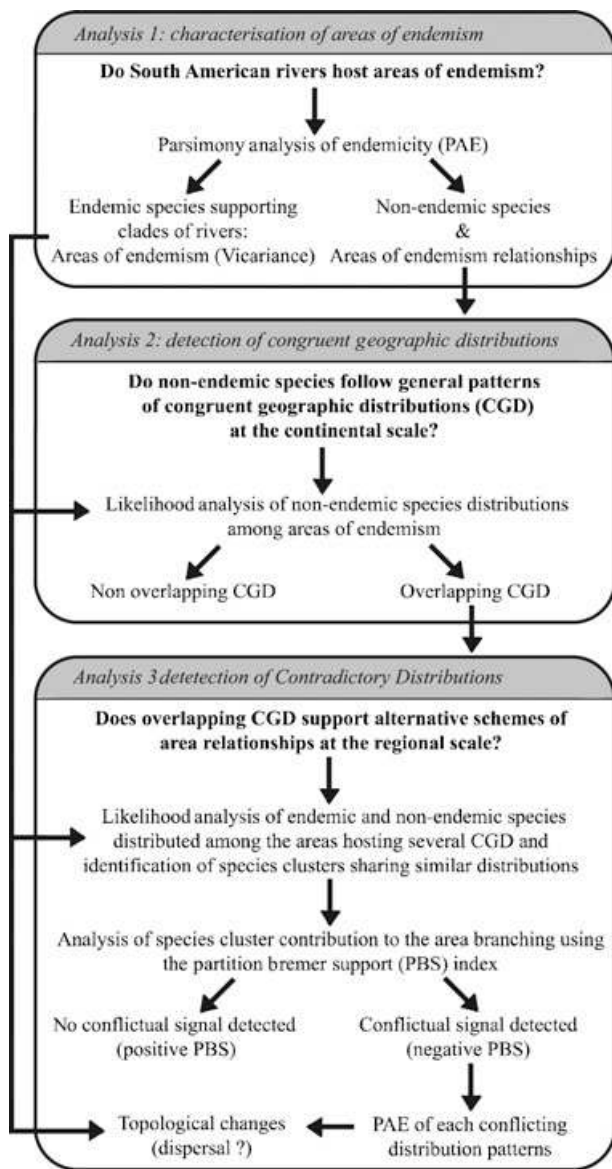 Analysis 1: characterisation of areas of endemism
Do South American rivers host areas of endemism?
Parsimony analysis of endemicity (PAE)
Endemic species supporting
clades of rivers:
Areas of endemism (Vicariance)
Non-endemic species
&
Areas of endemism relationships
Analysis 2: detection of congruent geographic distributions
Do non-endemic species follow general patterns
of congruent geographic distributions (CGD)
at the continental scale?
Likelihood analysis of non-endemic species distributions
among areas of endemism
Non overlapping CGD
Overlapping CGD
Analysis 3 detetection of Contradictory Distributions
Does overlapping CGD support alternative schemes of
area relationships at the regional scale?
Likelihood analysis of endemic and non-endemic species
distributed among the areas hosting several CGD and
identification of species clusters sharing similar distributions
Analysis of species cluster contribution to the area branching using
the partition bremer support (PBS) index
No conflictual signal detected
(positive PBS)
Conflictual signal detected
(negative PBS)
Topological changes
(dispersal ?)
PAE of each conflicting
distribution patterns